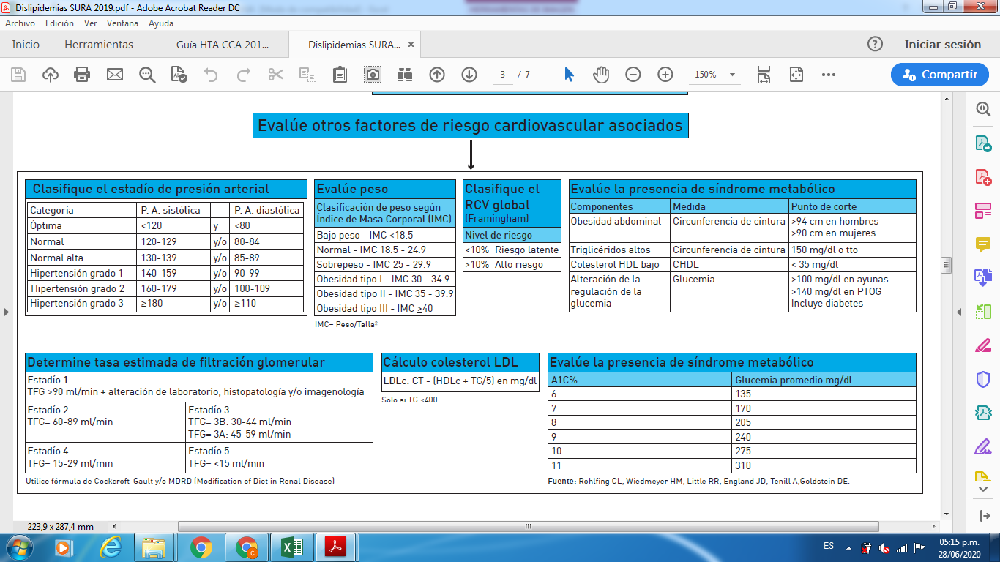 Dislipidemias SURA 2019.pdf - Adobe Acrobat Reader DC
Archivo Edición Ver Ventana Ayuda
Inicio Herramientas Guía HTA CCA 201... Dislipidemias SURA... × ? Iniciar sesión
3 / 7 150% Compartir
Evalúe otros factores de riesgo cardiovascular asociados
Clasifique el estadío de presión arterial
Categoría P. A. sistólica P. A. diastólica
Óptima <120 y <80
Normal 120-129 y/o 80-84
Normal alta 130-139 y/o 85-89
Hipertensión grado 1 140-159 y/o 90-99
Hipertensión grado 2 160-179 y/o 100-109
Hipertensión grado 3 ≥180 y/o ≥110
Evalúe peso
Clasificación de peso según
Índice de Masa Corporal (IMC)
Bajo peso - IMC <18.5
Normal - IMC 18.5 - 24.9
Sobrepeso - IMC 25 - 29.9
Obesidad tipo I - IMC 30 - 34.9
Obesidad tipo II - IMC 35 - 39.9
Obesidad tipo III - IMC ≥40
IMC= Peso/Talla²
Clasifique el
RCV global
(Framingham)
Nivel de riesgo
<10% Riesgo latente
≥10% Alto riesgo
Evalúe la presencia de síndrome metabólico
Componentes Medida Punto de corte
Obesidad abdominal Circunferencia de cintura >94 cm en hombres
>90 cm en mujeres
Triglicéridos altos Circunferencia de cintura 150 mg/dl o tto
Colesterol HDL bajo CHDL < 35 mg/dl
Alteración de la Glucemia >100 mg/dl en ayunas
regulación de la >140 mg/dl en PTOG
glucemia Incluye diabetes
Determine tasa estimada de filtración glomerular
Estadío 1
TFG >90 ml/min + alteración de laboratorio, histopatología y/o imagenología
Estadío 2 Estadío 3
TFG= 60-89 ml/min TFG= 3B: 30-44 ml/min
TFG= 3A: 45-59 ml/min
Estadío 4 Estadío 5
TFG= 15-29 ml/min TFG= <15 ml/min
Utilice fórmula de Cockcroft-Gault y/o MDRD (Modification of Diet in Renal Disease)
Cálculo colesterol LDL
LDLc: CT - (HDLc + TG/5) en mg/dl
Solo si TG <400
Evalúe la presencia de síndrome metabólico
A1C% Glucemia promedio mg/dl
6 135
7 170
8 205
9 240
10 275
11 310
Fuente: Rohlfing CL, Wiedmeyer HM, Little RR, England JD, Tenill A,Goldstein DE.
223,9 x 287,4 mm
ES 05:15 p.m.
28/06/2020